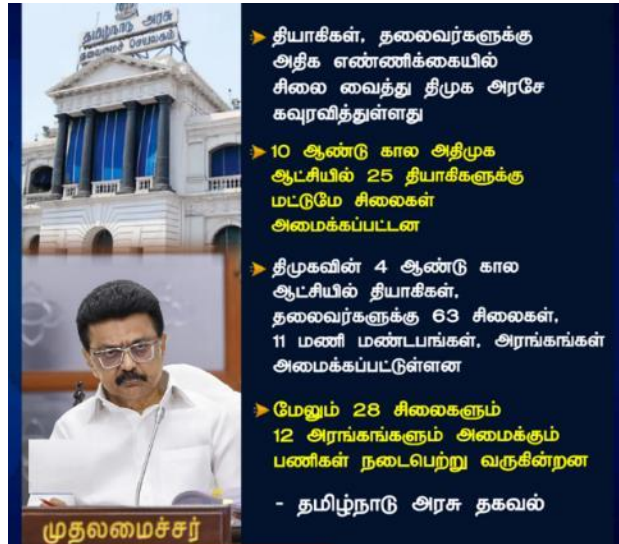 தமிழ்நாடு அரசு
தலைமைச் செயலகம்
தியாகிகள், தலைவர்களுக்கு
அதிக எண்ணிக்கையில்
சிலை வைத்து திமுக அரசே
கவுரவித்துள்ளது
10 ஆண்டு கால அதிமுக
ஆட்சியில் 25 தியாகிகளுக்கு
மட்டுமே சிலைகள்
அமைக்கப்பட்டன
திமுகவின் 4 ஆண்டு கால
ஆட்சியில் தியாகிகள்,
தலைவர்களுக்கு 63 சிலைகள்,
11 மணி மண்டபங்கள், அரங்கங்கள்
அமைக்கப்பட்டுள்ளன
மேலும் 28 சிலைகளும்
12 அரங்கங்களும் அமைக்கும்
பணிகள் நடைபெற்று வருகின்றன
- தமிழ்நாடு அரசு தகவல்
முதலமைச்சர்